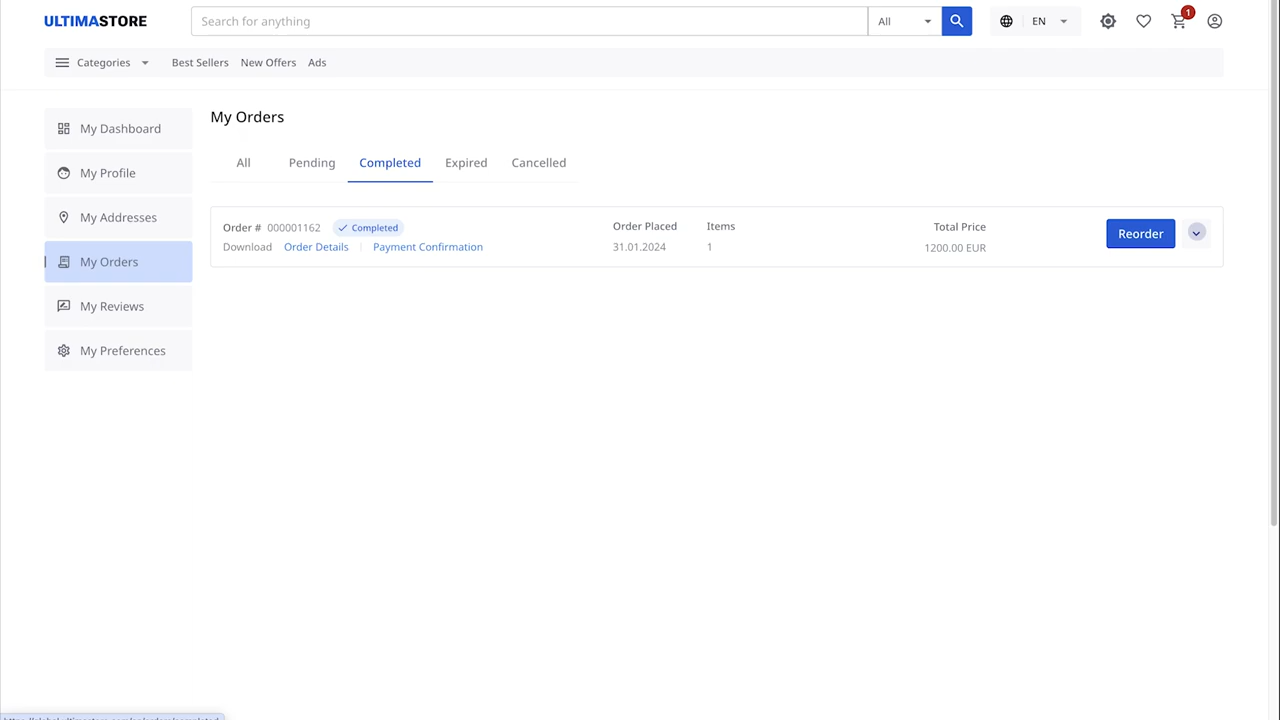 ULTIMASTORE
Search for anything
All
EN
1
Categories
Best Sellers
New Offers
Ads
My Dashboard
My Profile
My Addresses
My Orders
My Reviews
My Preferences
My Orders
All
Pending
Completed
Expired
Cancelled
Order # 000001162
Completed
Download
Order Details
Payment Confirmation
Order Placed
31.01.2024
Items
1
Total Price
1200.00 EUR
Reorder